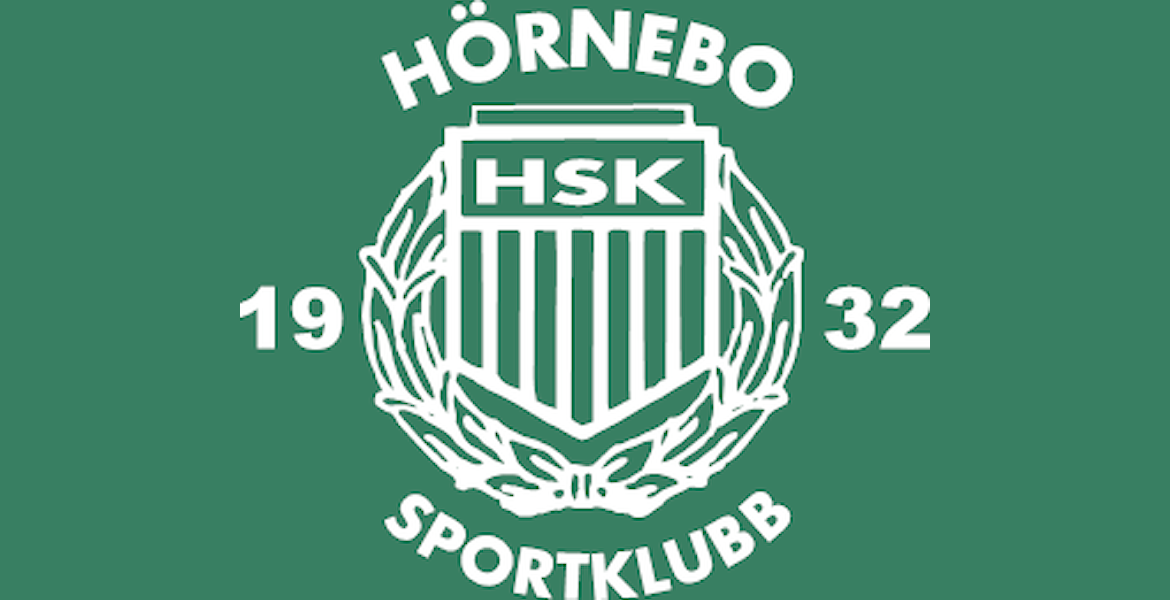 HÖRNEBO
HSK
19 32
SPORTKLUBB